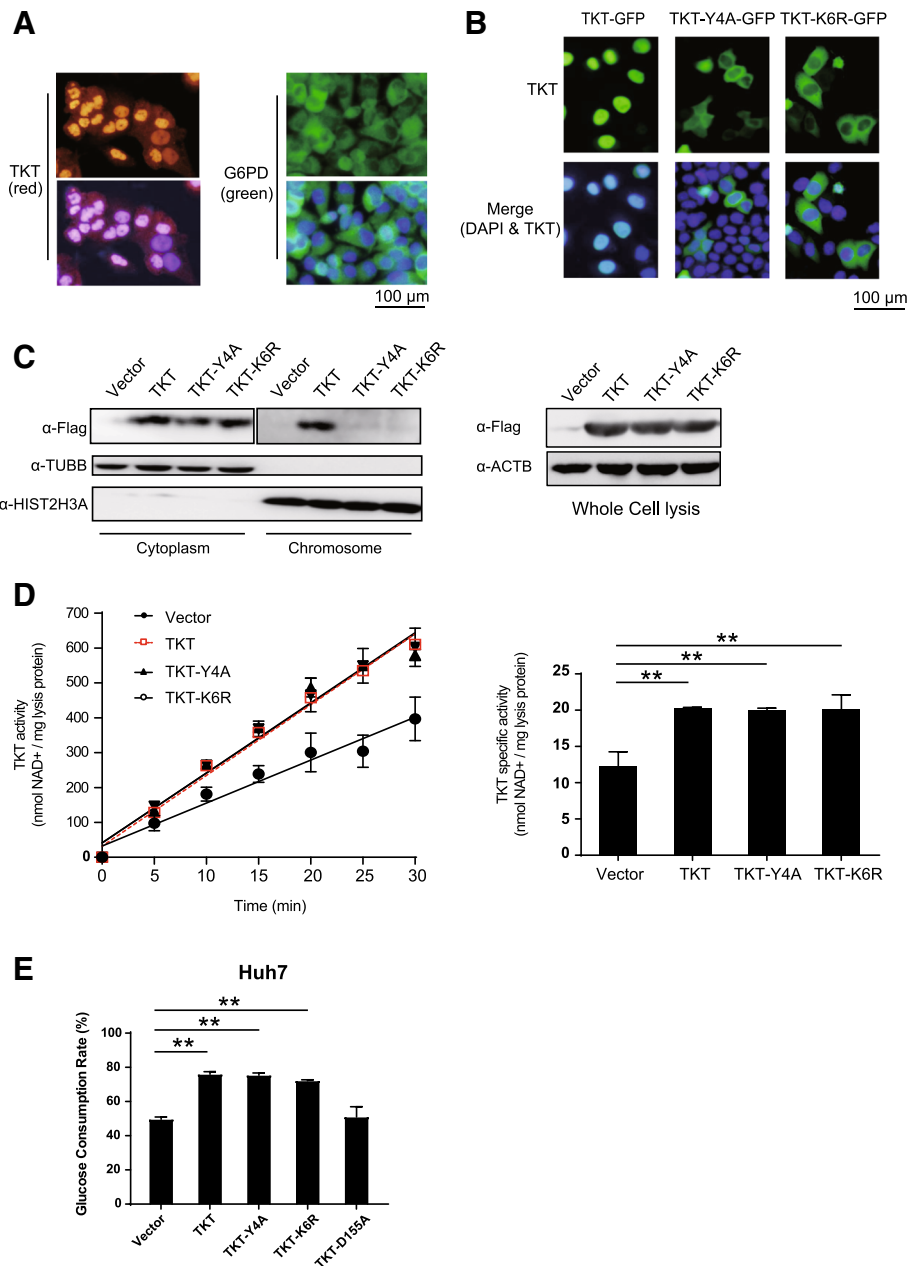 A
TKT
(red)
G6PD
(green)
100 µm
B
TKT-GFP TKT-Y4A-GFP TKT-K6R-GFP
TKT
Merge
(DAPI & TKT)
100 µm
C
Vector TKT TKT-Y4A TKT-K6R Vector TKT TKT-Y4A TKT-K6R
α-Flag
α-TUBB
α-HIST2H3A
Cytoplasm Chromosome
Vector TKT TKT-Y4A TKT-K6R
α-Flag
α-ACTB
Whole Cell lysis
D
TKT activity
(nmol NAD+ / mg lysis protein)
700
600
500
400
300
200
100
0
Vector
TKT
TKT-Y4A
TKT-K6R
0 5 10 15 20 25 30
Time (min)
TKT specific activity
(nmol NAD+ / mg lysis protein)
25
20
15
10
5
0
**
**
**
Vector TKT TKT-Y4A TKT-K6R
E
Huh7
Glucose Consumption Rate (%)
100
80
60
40
20
0
**
**
**
Vector TKT TKT-Y4A TKT-K6R TKT-D155A